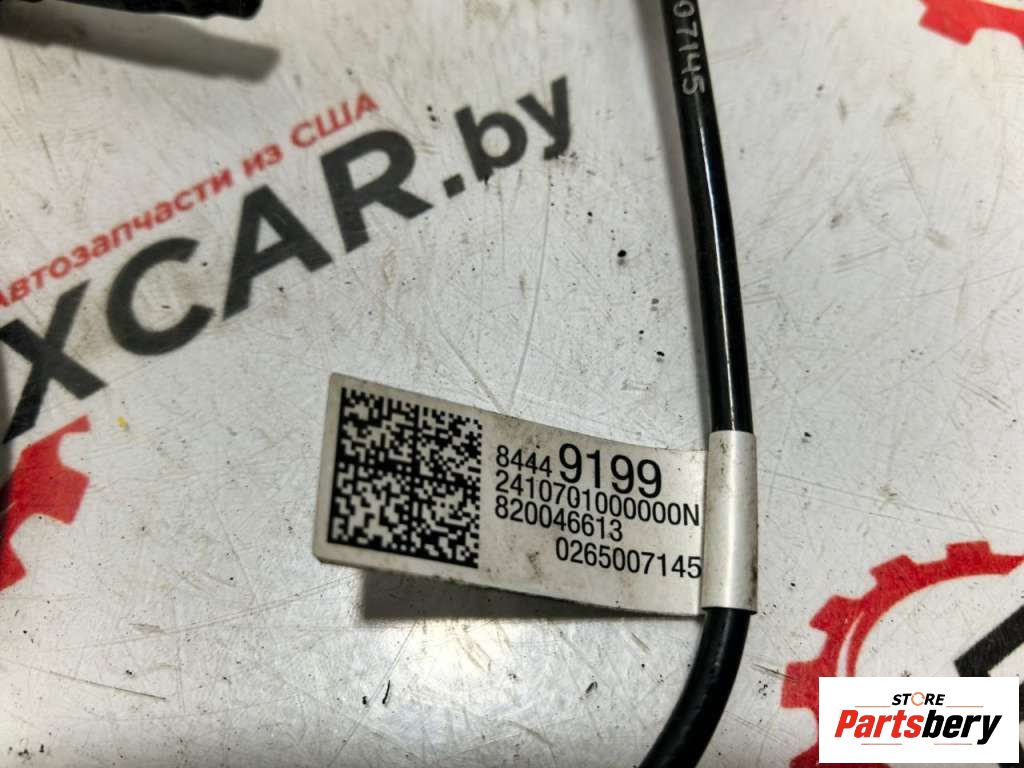 07145
Автозапчасти из США
XCAR.by
8444 9199
2410701000000N
820046613
0265007145
STORE
Partsbery